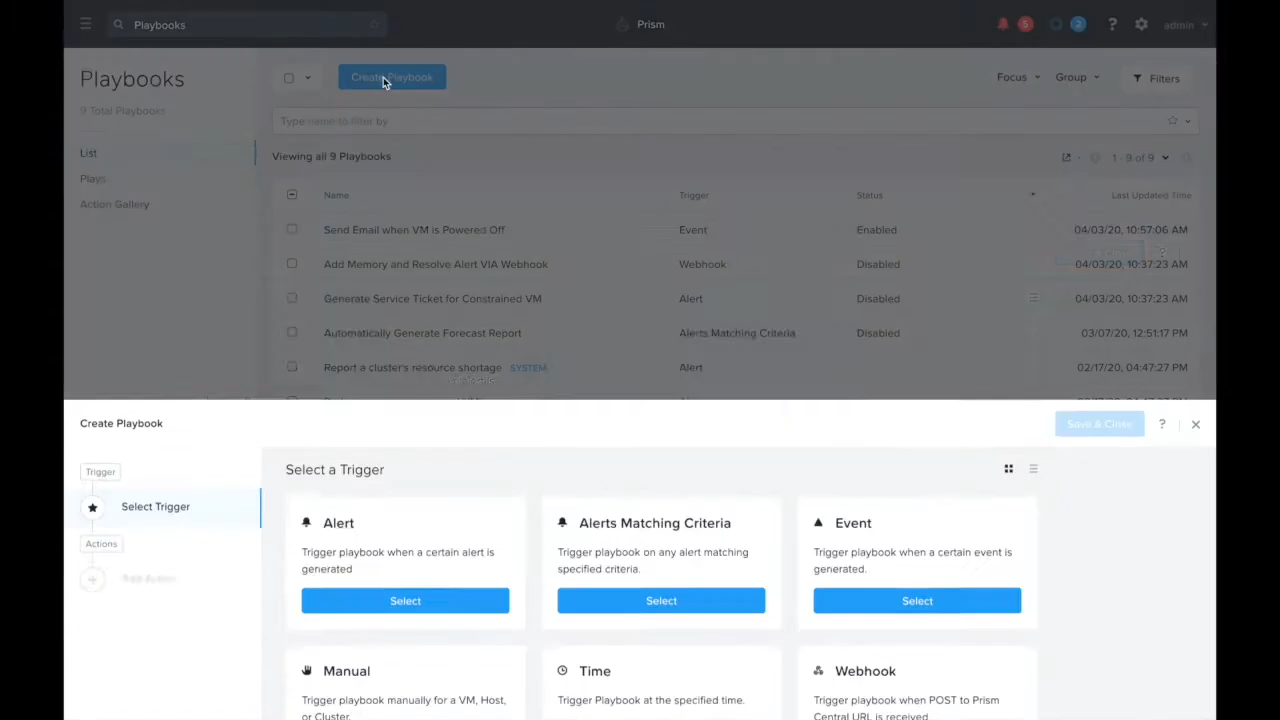 Playbooks
Prism
5
2
?
admin
Playbooks
9 Total Playbooks
List
Plays
Action Gallery
Create Playbook
Focus
Group
Filters
Type name to filter by
Viewing all 9 Playbooks
1 - 9 of 9
Name Trigger Status Last Updated Time
Send Email when VM is Powered Off Event Enabled 04/03/20, 10:57:06 AM
Add Memory and Resolve Alert VIA Webhook Webhook Disabled 04/03/20, 10:37:23 AM
Generate Service Ticket for Constrained VM Alert Disabled 04/03/20, 10:37:23 AM
Automatically Generate Forecast Report Alerts Matching Criteria Disabled 03/07/20, 12:51:17 PM
Report a cluster's resource shortage SYSTEM Alert 02/17/20, 04:47:27 PM
Create Playbook
Save & Close
?
Trigger
Select Trigger
Actions
Add Action
Select a Trigger
Alert
Trigger playbook when a certain alert is
generated
Select
Alerts Matching Criteria
Trigger playbook on any alert matching
specified criteria.
Select
Event
Trigger playbook when a certain event is
generated.
Select
Manual
Trigger playbook manually for a VM, Host,
or Cluster.
Time
Trigger Playbook at the specified time.
Webhook
Trigger playbook when POST to Prism
Central URL is received